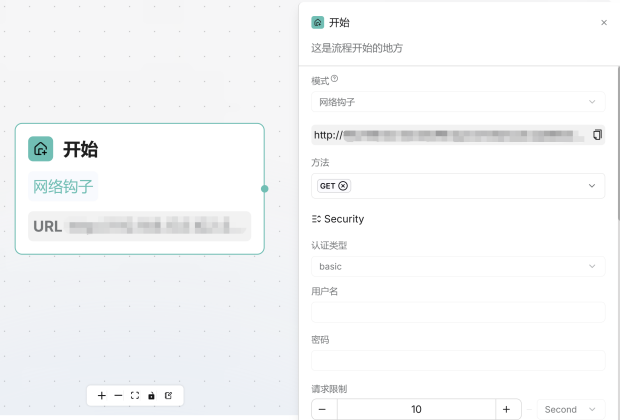 开始
网络钩子
URL
开始
这是流程开始的地方
模式
网络钩子
http://
方法
GET
Security
认证类型
basic
用户名
密码
请求限制
10
Second